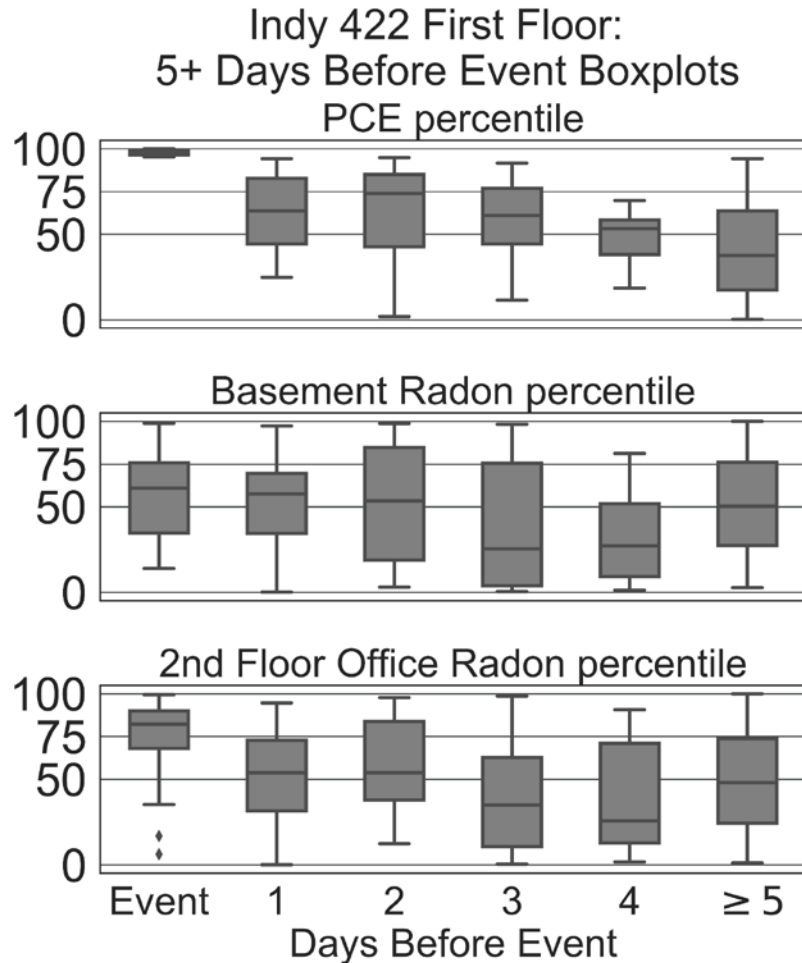 Indy 422 First Floor:
5+ Days Before Event Boxplots
PCE percentile
100
75
50
0
Basement Radon percentile
100
75
50
0
2nd Floor Office Radon percentile
100
75
50
0
Event 1 2 3 4 ≥ 5
Days Before Event